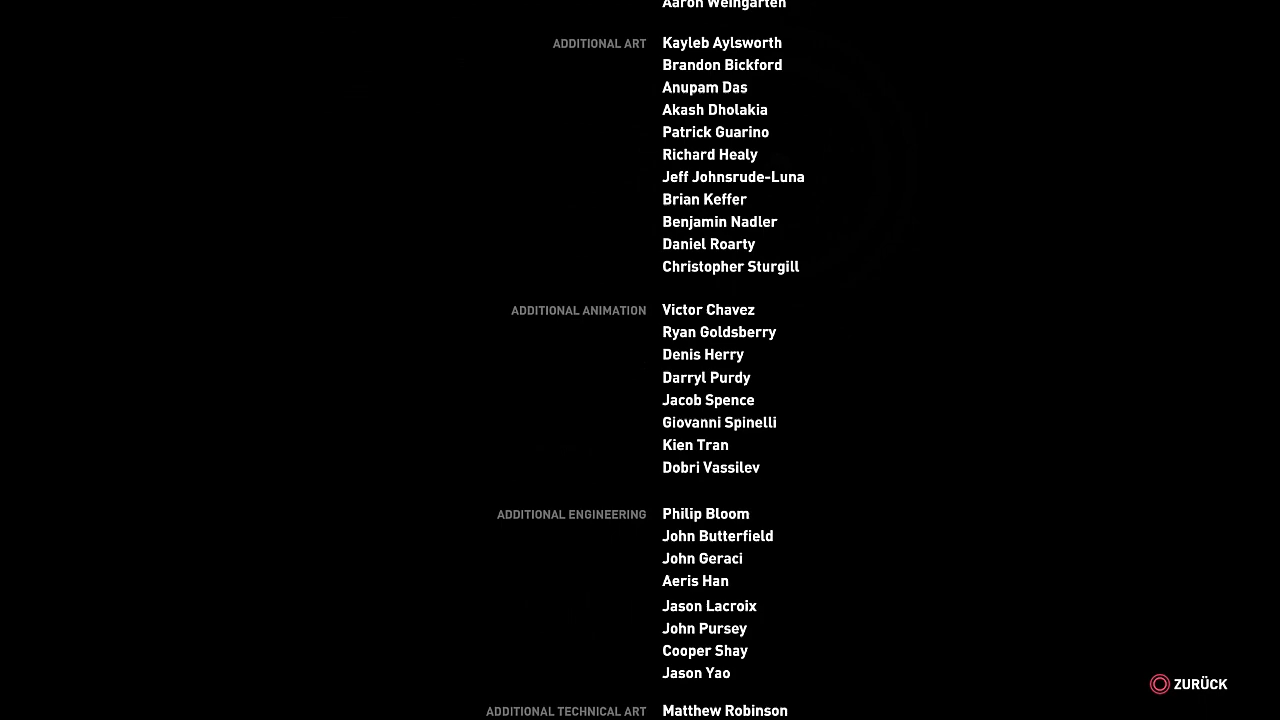 Aaron Weingarten
ADDITIONAL ART Kayleb Aylsworth
Brandon Bickford
Anupam Das
Akash Dholakia
Patrick Guarino
Richard Healy
Jeff Johnsrude-Luna
Brian Keffer
Benjamin Nadler
Daniel Roarty
Christopher Sturgill
ADDITIONAL ANIMATION Victor Chavez
Ryan Goldsberry
Denis Herry
Darryl Purdy
Jacob Spence
Giovanni Spinelli
Kien Tran
Dobri Vassilev
ADDITIONAL ENGINEERING Philip Bloom
John Butterfield
John Geraci
Aeris Han
Jason Lacroix
John Pursey
Cooper Shay
Jason Yao
ZURÜCK
ADDITIONAL TECHNICAL ART Matthew Robinson